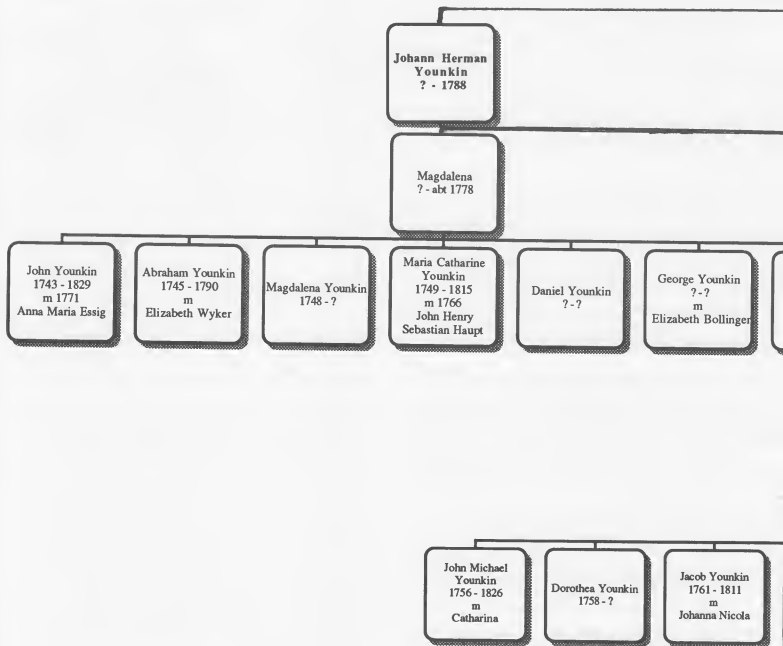 Johann Herman
Younkin
? - 1788
Magdalena
? - abt 1778
John Younkin
1743 - 1829
m 1771
Anna Maria Essig
Abraham Younkin
1745 - 1790
m
Elizabeth Wyker
Magdalena Younkin
1748 - ?
Maria Catharine
Younkin
1749 - 1815
m 1766
John Henry
Sebastian Haupt
Daniel Younkin
? - ?
George Younkin
? - ?
m
Elizabeth Bollinger
John Michael
Younkin
1756 - 1826
m
Catharina
Dorothea Younkin
1758 - ?
Jacob Younkin
1761 - 1811
m
Johanna Nicola